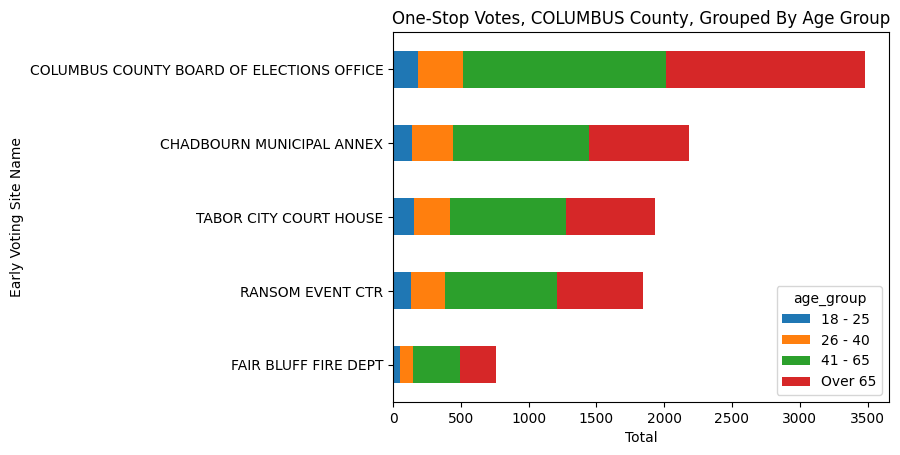 One-Stop Votes, COLUMBUS County, Grouped By Age Group
Early Voting Site Name
COLUMBUS COUNTY BOARD OF ELECTIONS OFFICE
CHADBOURN MUNICIPAL ANNEX
TABOR CITY COURT HOUSE
RANSOM EVENT CTR
FAIR BLUFF FIRE DEPT
age_group
18 - 25
26 - 40
41 - 65
Over 65
0 500 1000 1500 2000 2500 3000 3500
Total